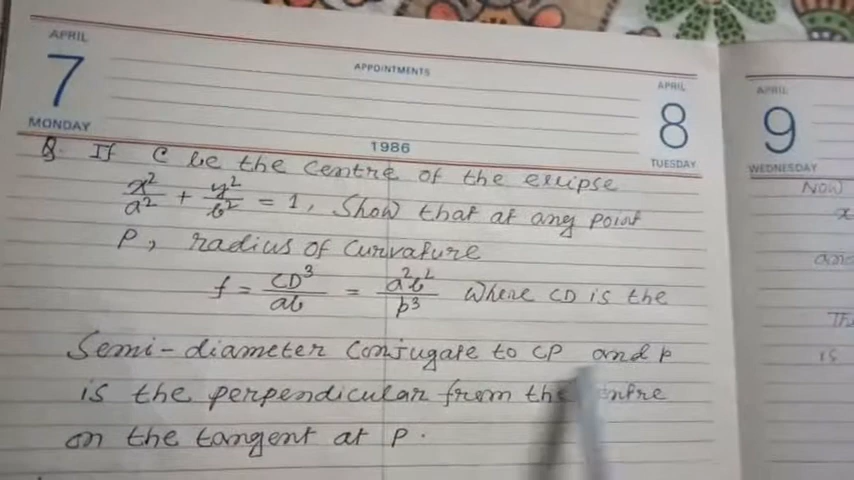 APRIL
7
MONDAY
APPOINTMENTS
1986
APRIL
8
TUESDAY
APRIL
9
WEDNESDAY
Q. If C be the centre of the ellipse
x²/a² + y²/b² = 1, Show that at any point
P, radius of curvature
f = CD³/ab = a²b²/p³ where CD is the
Semi-diameter conjugate to CP and p
is the perpendicular from the
on the tangent at P.
Now
x
Th
is